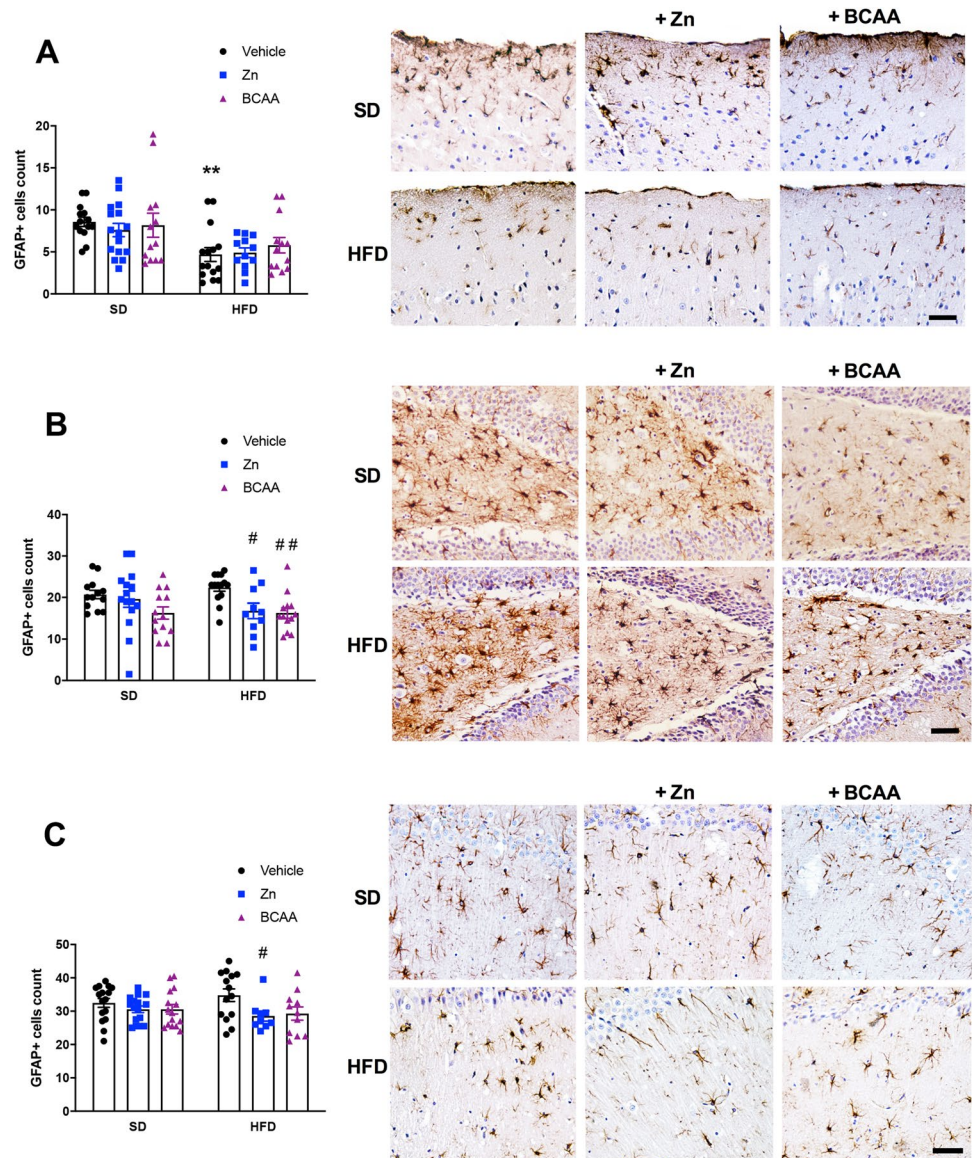 A
Vehicle
Zn
BCAA
GFAP+ cells count
20
15
10
5
0
**
SD
HFD
+ Zn
+ BCAA
SD
HFD
B
Vehicle
Zn
BCAA
GFAP+ cells count
40
30
20
10
0
#
##
SD
HFD
+ Zn
+ BCAA
SD
HFD
C
Vehicle
Zn
BCAA
GFAP+ cells count
50
40
30
20
10
0
#
SD
HFD
+ Zn
+ BCAA
SD
HFD